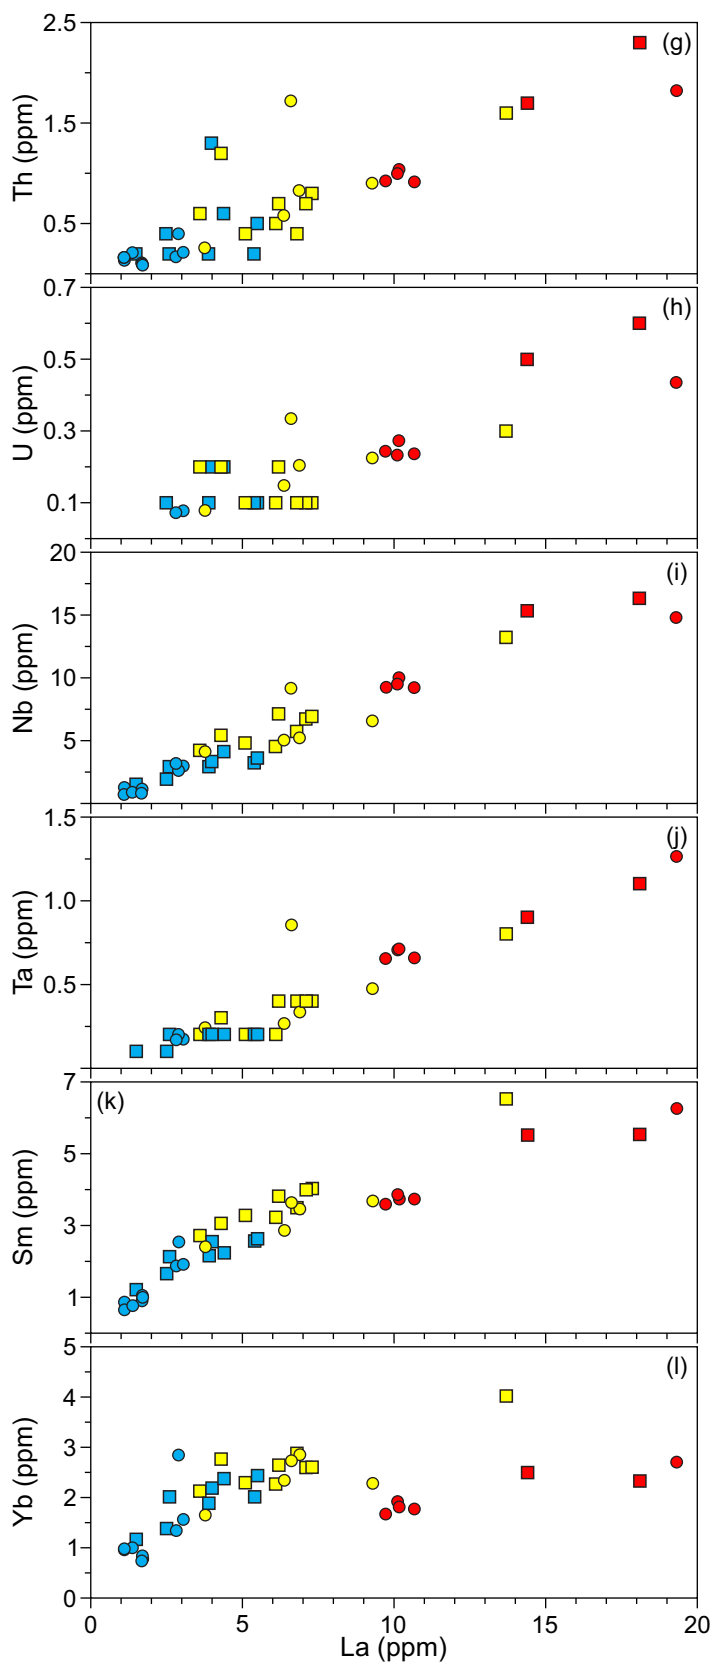 2.5
(g)
Th (ppm)
1.5
0.5
0.7
(h)
U (ppm)
0.5
0.3
0.1
20
(i)
Nb (ppm)
15
10
5
1.5
(j)
Ta (ppm)
1.0
0.5
7
(k)
Sm (ppm)
5
3
1
5
(l)
Yb (ppm)
4
3
2
1
0
0 5 10 15 20
La (ppm)